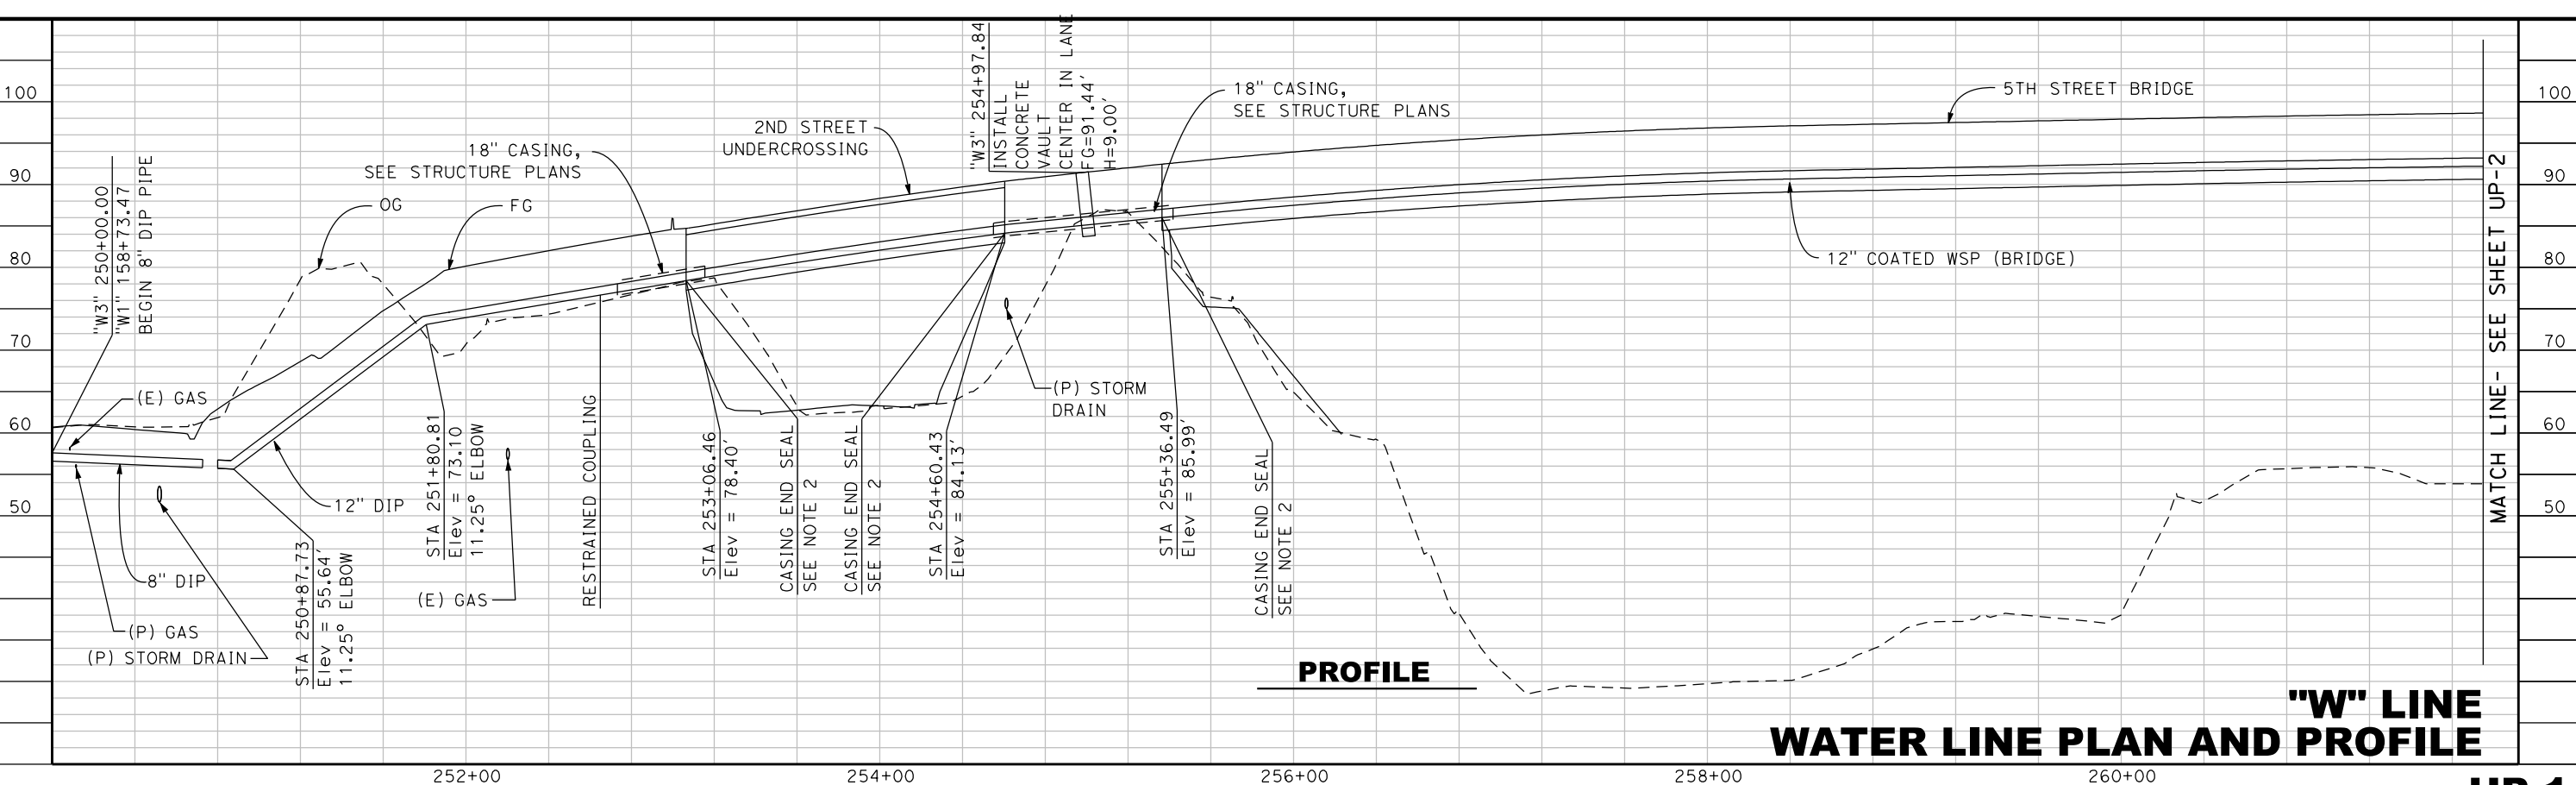 100
90
80
70
60
50
"W3" 250+00.00
"W1" 158+73.47
BEGIN 8" DIP PIPE
OG
FG
18" CASING,
SEE STRUCTURE PLANS
2ND STREET
UNDERCROSSING
"W3" 254+97.84
INSTALL
CONCRETE
VAULT
CENTER IN LANE
FG=91.44'
H=9.00'
18" CASING,
SEE STRUCTURE PLANS
5TH STREET BRIDGE
12" COATED WSP (BRIDGE)
(E) GAS
12" DIP
8" DIP
(P) GAS
(P) STORM DRAIN
STA 250+87.73
Elev = 55.64'
11.25° ELBOW
STA 251+80.81
Elev = 73.10
11.25° ELBOW
(E) GAS
RESTRAINED COUPLING
STA 253+06.46
Elev = 78.40'
CASING END SEAL
SEE NOTE 2
CASING END SEAL
SEE NOTE 2
STA 254+60.43
Elev = 84.13'
(P) STORM
DRAIN
STA 255+36.49
Elev = 85.99'
CASING END SEAL
SEE NOTE 2
MATCH LINE- SEE SHEET UP-2
100
90
80
70
60
50
PROFILE
"W" LINE
WATER LINE PLAN AND PROFILE
252+00
254+00
256+00
258+00
260+00